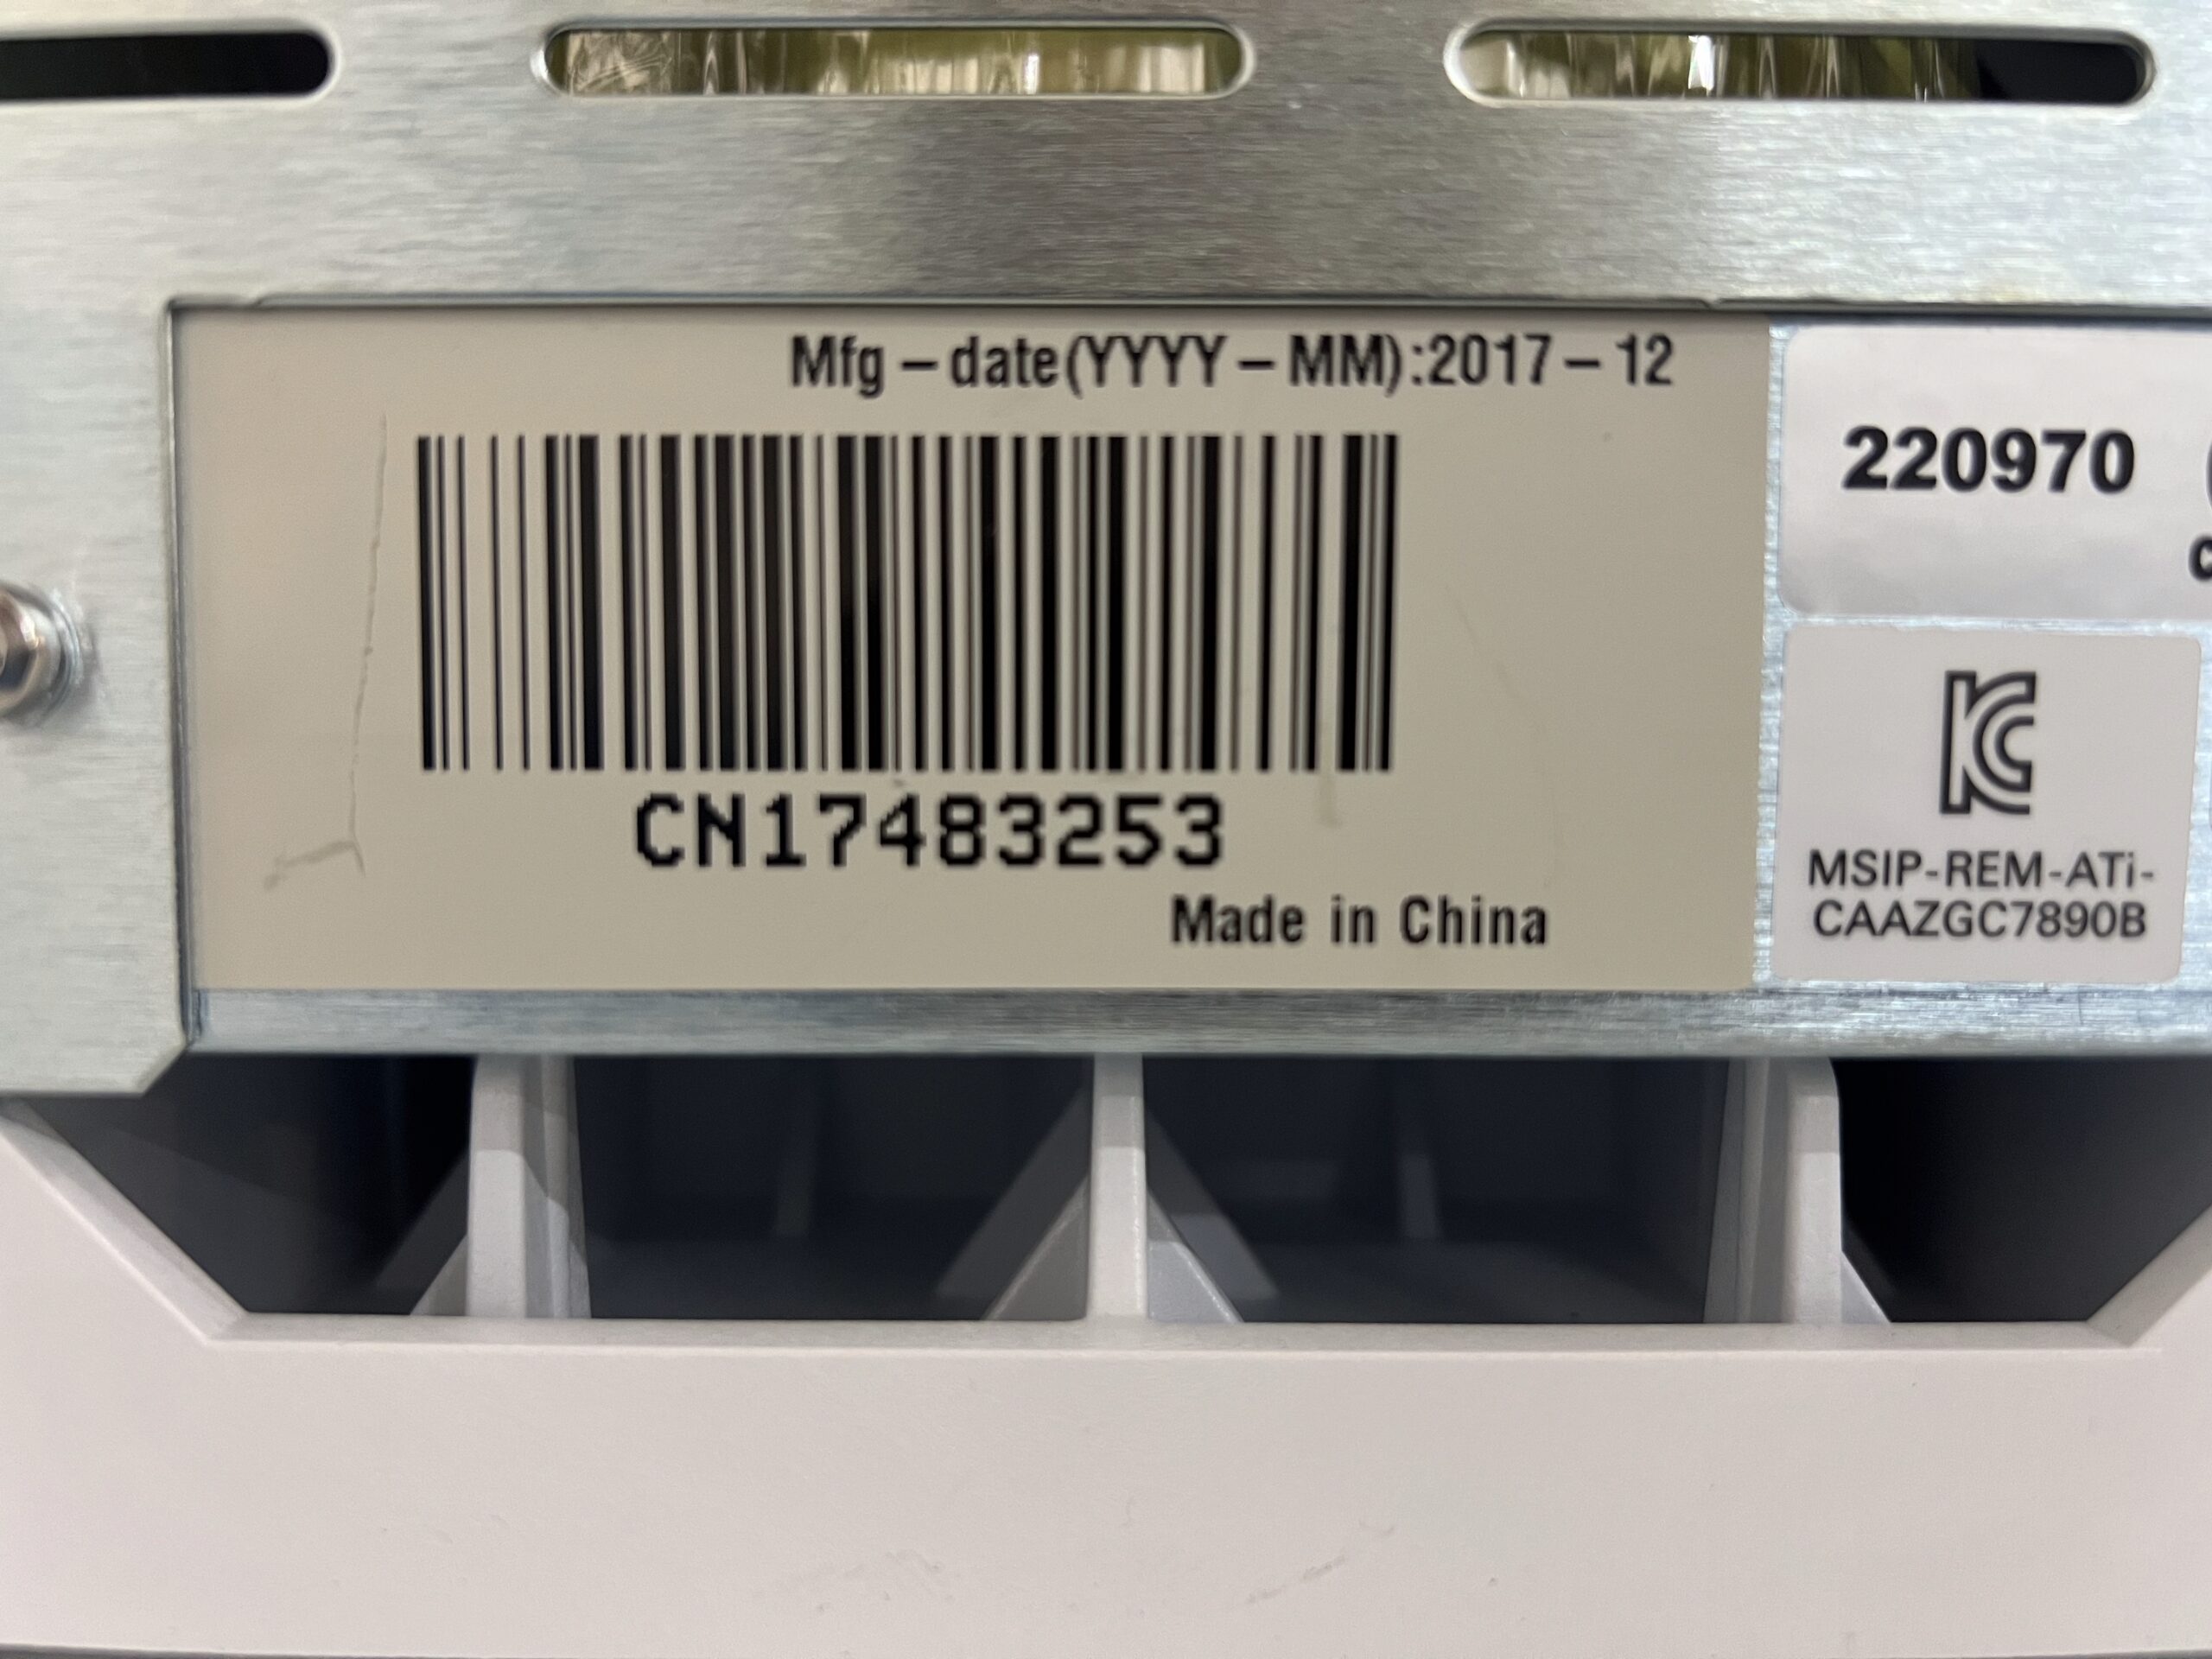 Mfg-date(YYYY-MM):2017-12
CN17483253
Made in China
220970
MSIP-REM-ATi-
CAAZGC7890B